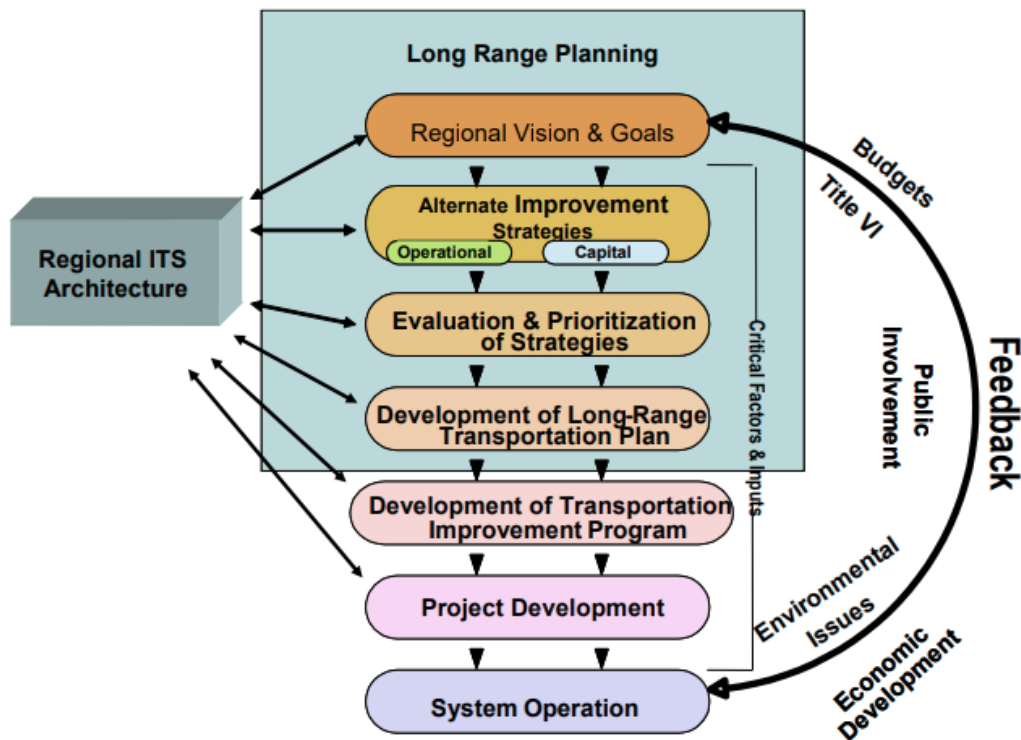 Long Range Planning
Regional Vision & Goals
Alternate Improvement
Strategies
Operational
Capital
Evaluation & Prioritization
of Strategies
Development of Long-Range
Transportation Plan
Development of Transportation
Improvement Program
Project Development
System Operation
Regional ITS
Architecture
Critical Factors & Inputs
Budgets
Title VI
Public
Involvement
Environmental
Issues
Economic
Development
Feedback